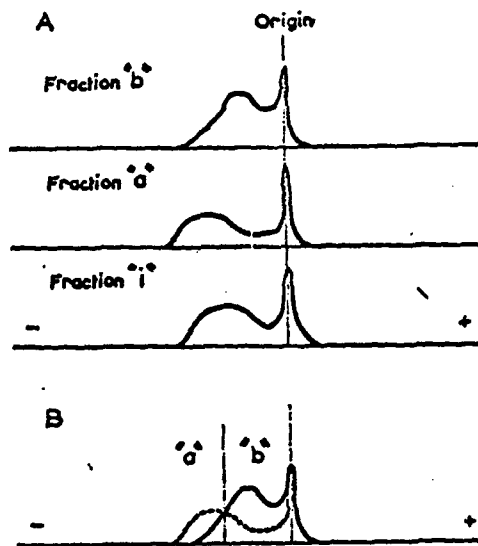 A
Origin
Fraction "b"
Fraction "a"
Fraction "i"
- +
B
"a" "b"
- +